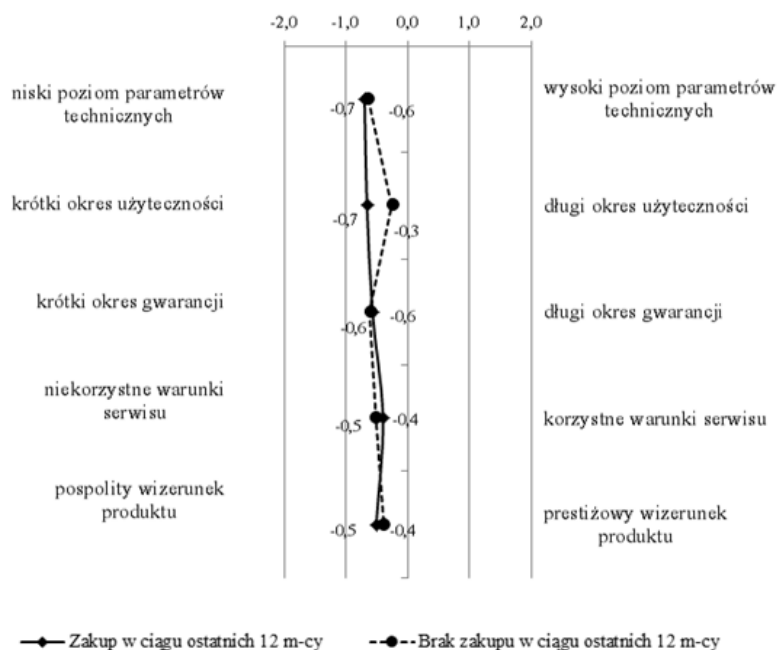 -2,0 -1,0 0,0 1,0 2,0
niski poziom parametrów
technicznych
-0,7
-0,6
wysoki poziom parametrów
technicznych
krótki okres użyteczności
-0,7
-0,3
długi okres użyteczności
krótki okres gwarancji
-0,6
-0,6
długi okres gwarancji
niekorzystne warunki
serwisu
-0,5
-0,4
korzystne warunki serwisu
pospolity wizerunek
produktu
-0,5
-0,4
prestiżowy wizerunek
produktu
Zakup w ciągu ostatnich 12 m-cy
Brak zakupu w ciągu ostatnich 12 m-cy